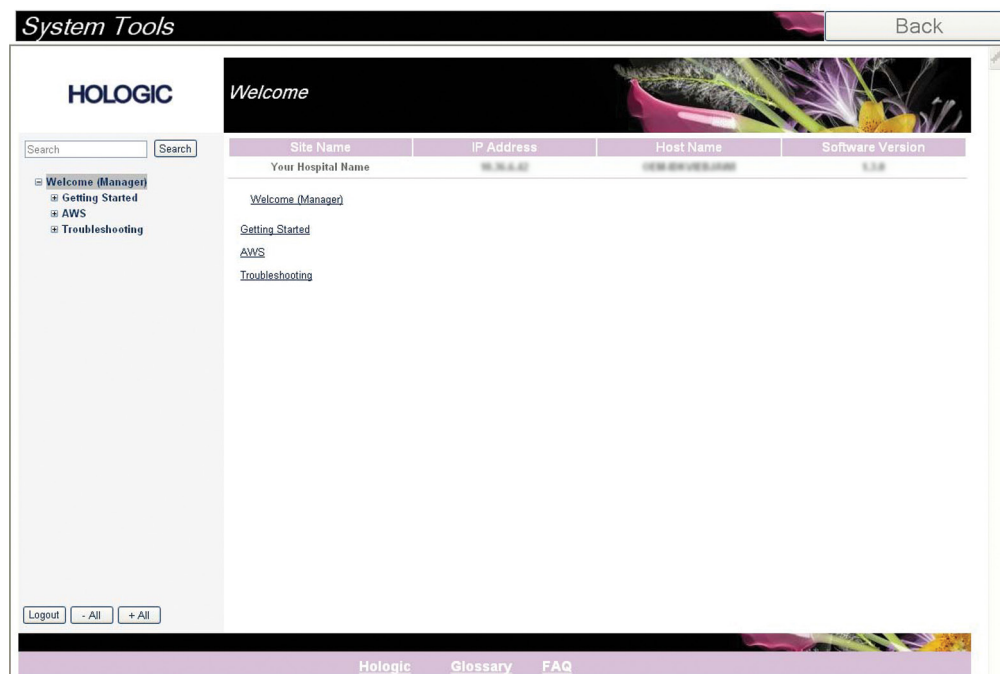 System Tools
Back
HOLOGIC
Welcome
Search Search
Site Name IP Address Host Name Software Version
Your Hospital Name
Welcome (Manager)
Getting Started
AWS
Troubleshooting
Welcome (Manager)
Getting Started
AWS
Troubleshooting
Logout - All + All
Hologic Glossary FAQ